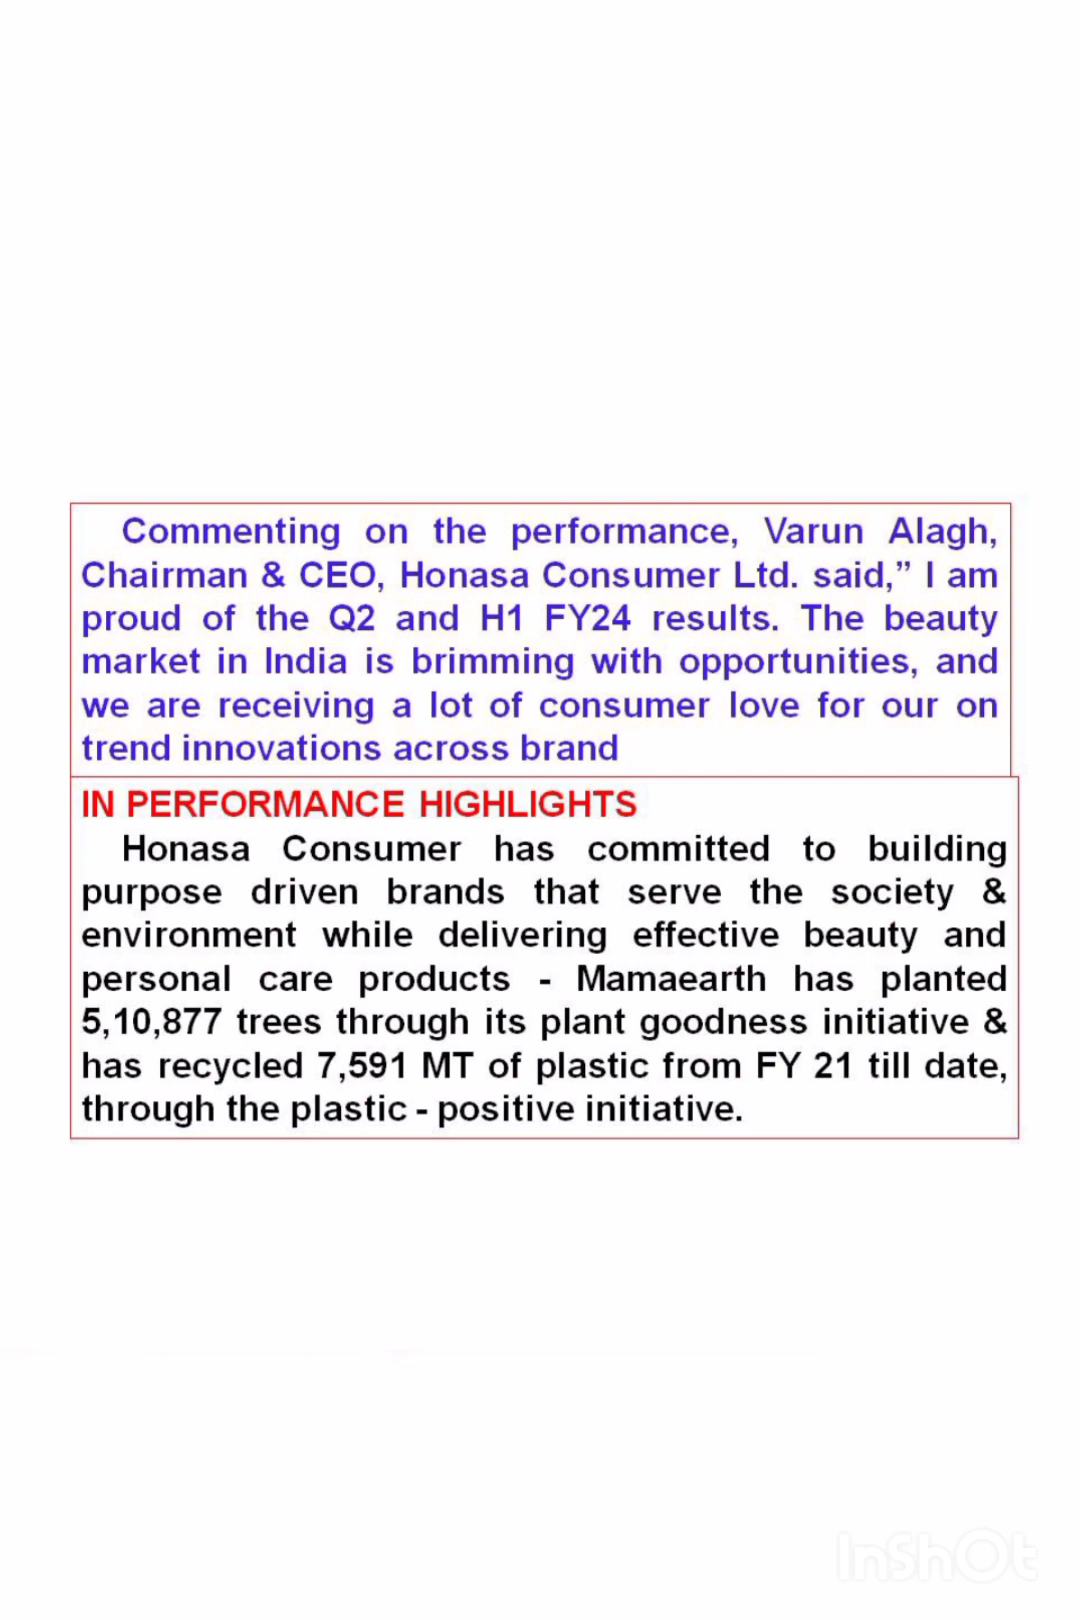 Commenting on the performance, Varun Alagh,
Chairman & CEO, Honasa Consumer Ltd. said,” I am
proud of the Q2 and H1 FY24 results. The beauty
market in India is brimming with opportunities, and
we are receiving a lot of consumer love for our on
trend innovations across brand
IN PERFORMANCE HIGHLIGHTS
Honasa Consumer has committed to building
purpose driven brands that serve the society &
environment while delivering effective beauty and
personal care products - Mamaearth has planted
5,10,877 trees through its plant goodness initiative &
has recycled 7,591 MT of plastic from FY 21 till date,
through the plastic - positive initiative.
InShOt